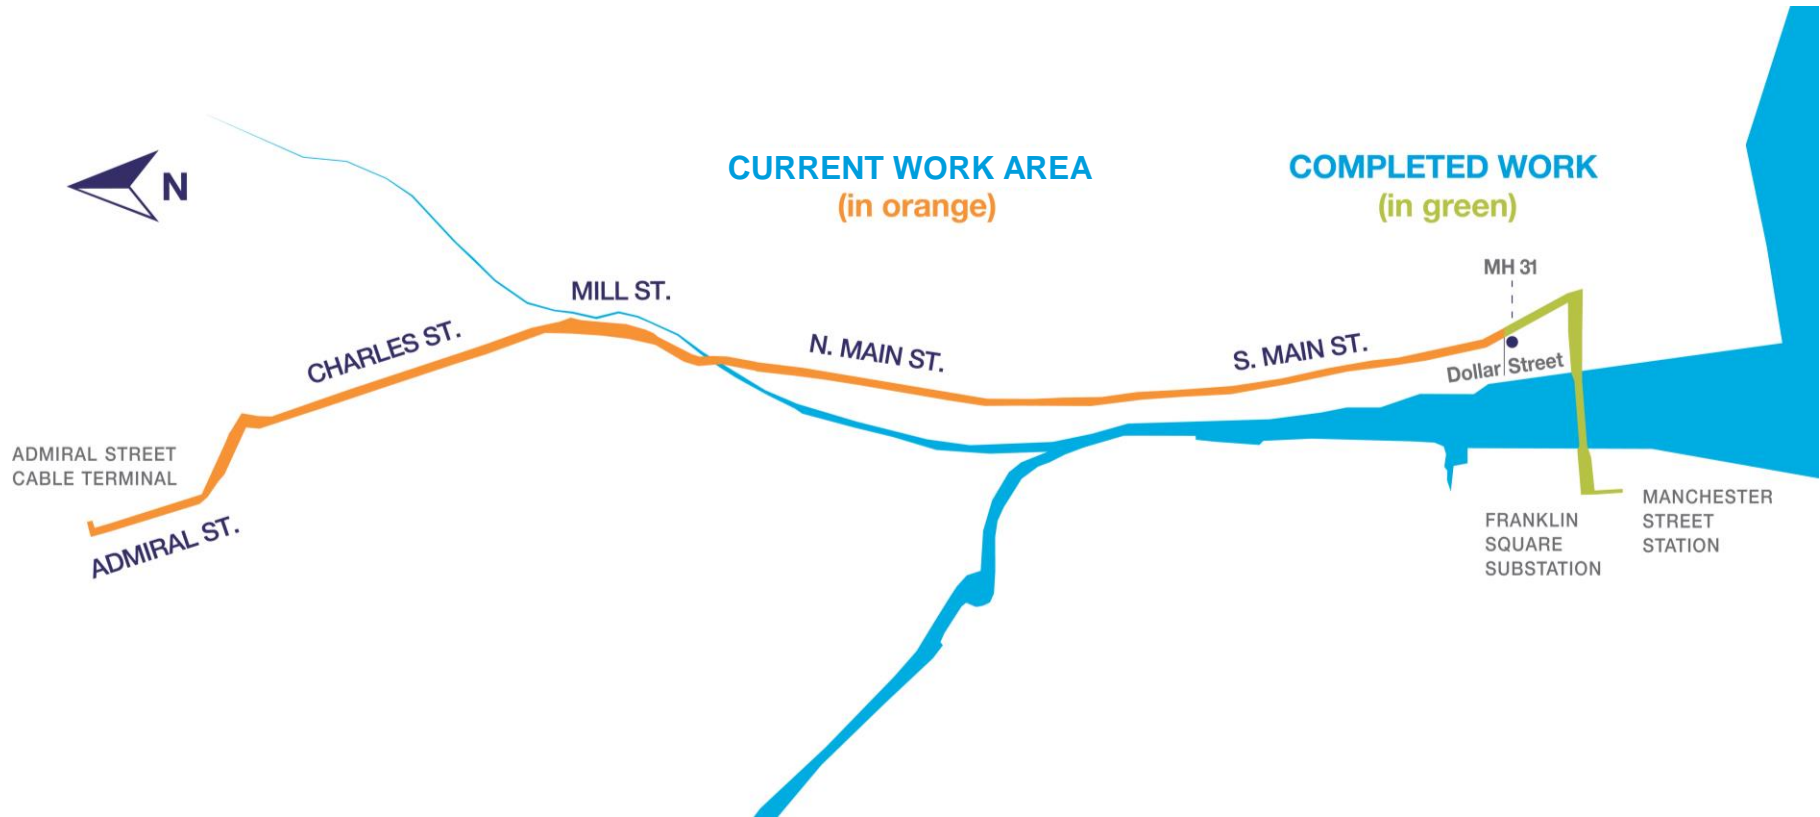 N
CURRENT WORK AREA
(in orange)
COMPLETED WORK
(in green)
MH 31
MILL ST.
CHARLES ST.
N. MAIN ST.
S. MAIN ST.
Dollar Street
ADMIRAL STREET
CABLE TERMINAL
ADMIRAL ST.
FRANKLIN
SQUARE
SUBSTATION
MANCHESTER
STREET
STATION